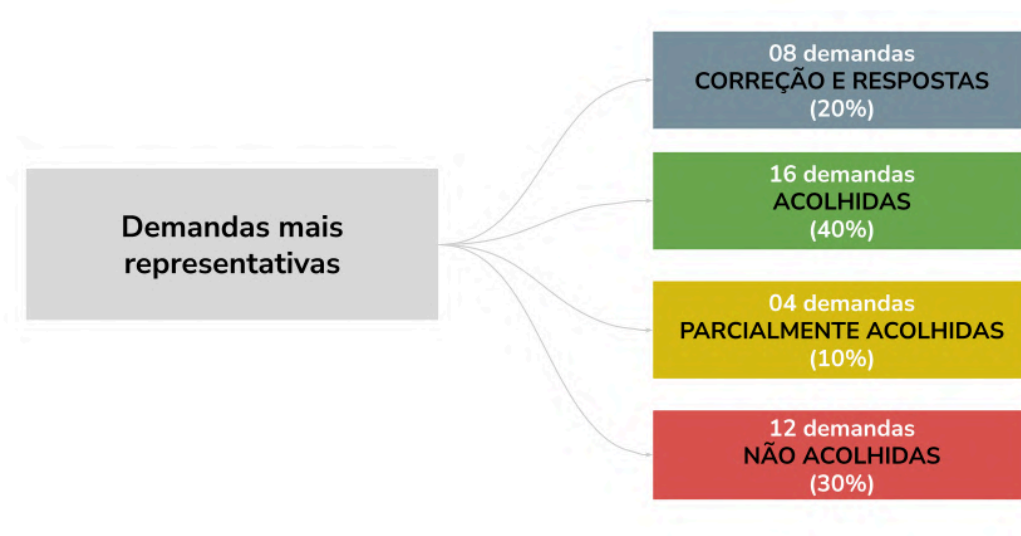 Demandas mais
representativas
08 demandas
CORREÇÃO E RESPOSTAS
(20%)
16 demandas
ACOLHIDAS
(40%)
04 demandas
PARCIALMENTE ACOLHIDAS
(10%)
12 demandas
NÃO ACOLHIDAS
(30%)